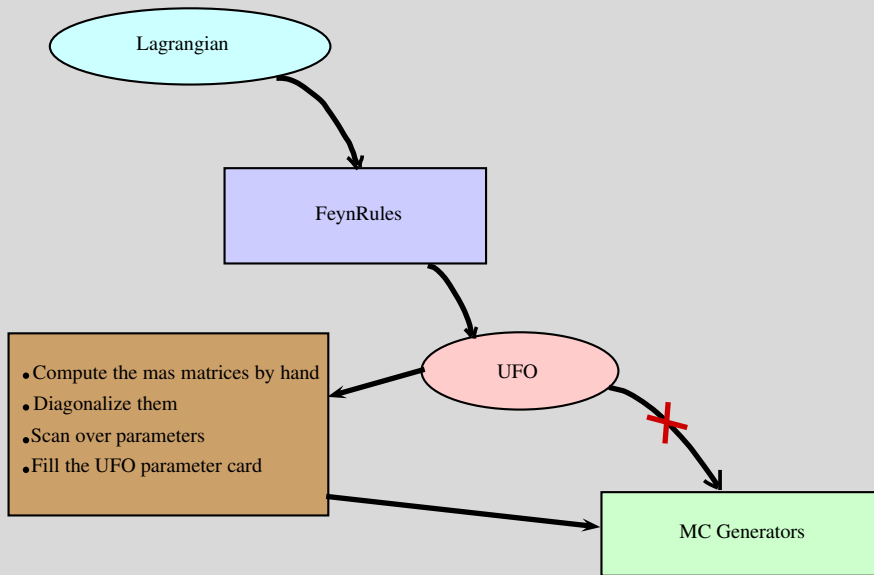 Lagrangian
FeynRules
UFO
•Compute the mas matrices by hand
•Diagonalize them
•Scan over parameters
•Fill the UFO parameter card
MC Generators